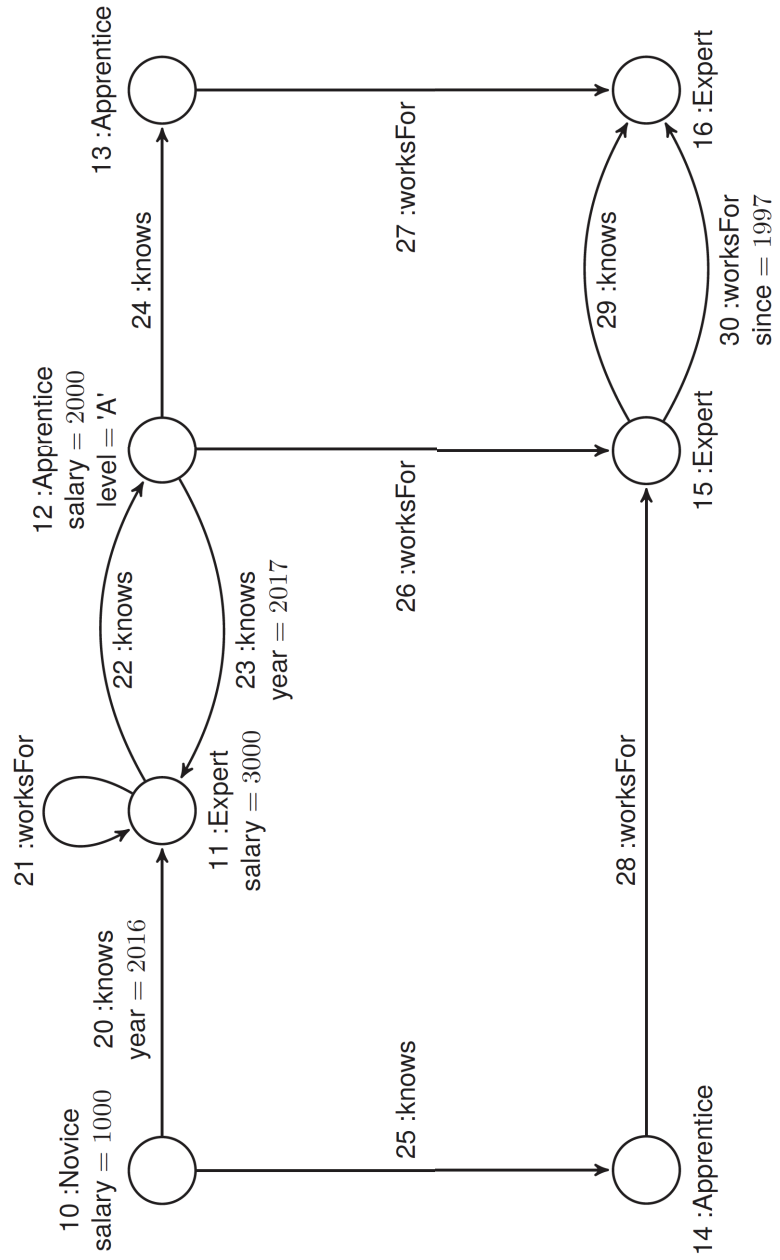 10 :Novice
salary = 1000
20 :knows
year = 2016
21 :worksFor
11 :Expert
salary = 3000
22 :knows
23 :knows
year = 2017
12 :Apprentice
salary = 2000
level = 'A'
24 :knows
13 :Apprentice
25 :knows
26 :worksFor
27 :worksFor
14 :Apprentice
28 :worksFor
15 :Expert
29 :knows
30 :worksFor
since = 1997
16 :Expert